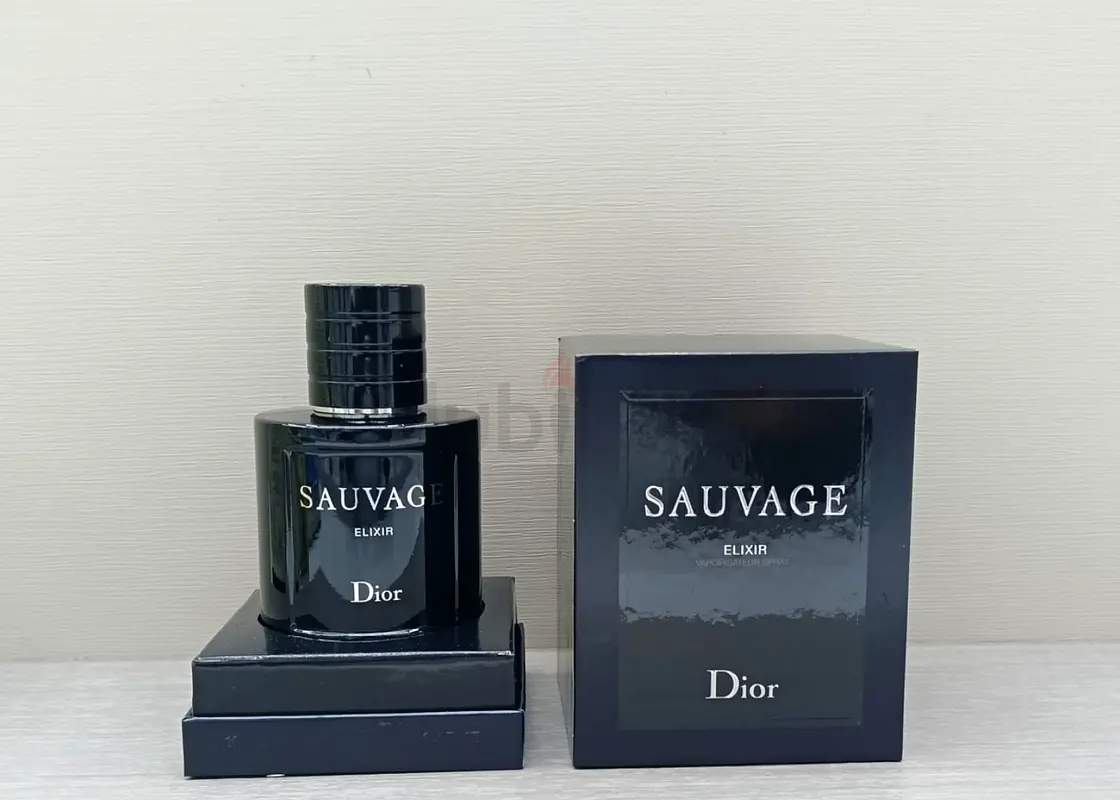 SAUVAGE
ELIXIR
Dior
SAUVAGE
ELIXIR
VAPORISATEUR SPRAY
Dior